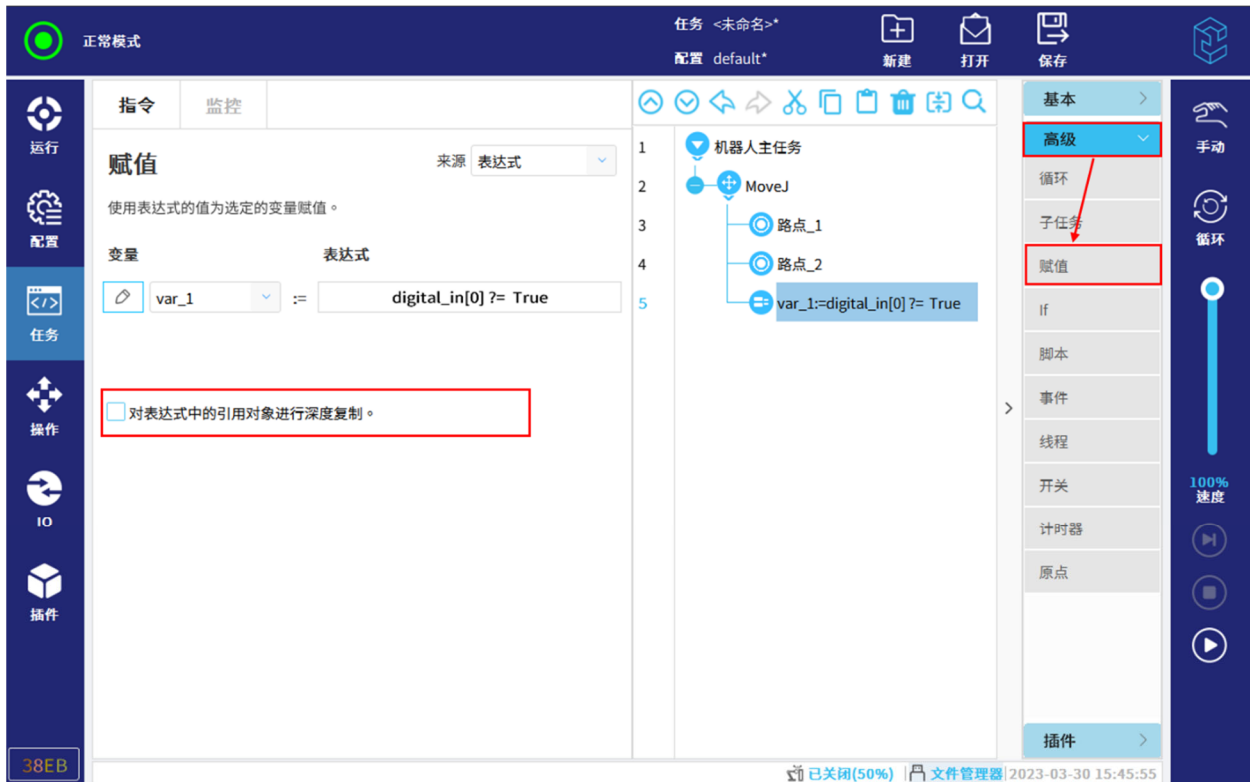 正常模式
任务 <未命名>*
配置 default*
新建
打开
保存
运行
配置
任务
操作
IO
插件
38EB
指令
监控
赋值
来源 表达式
使用表达式的值为选定的变量赋值。
变量
表达式
var_1 := digital_in[0] ?= True
对表达式中的引用对象进行深度复制。
1 机器人主任务
2 MoveJ
3 路点_1
4 路点_2
5 var_1:=digital_in[0] ?= True
基本
高级
循环
子任务
赋值
If
脚本
事件
线程
开关
计时器
原点
插件
手动
循环
100%
速度
已关闭(50%) 文件管理器 2023-03-30 15:45:55